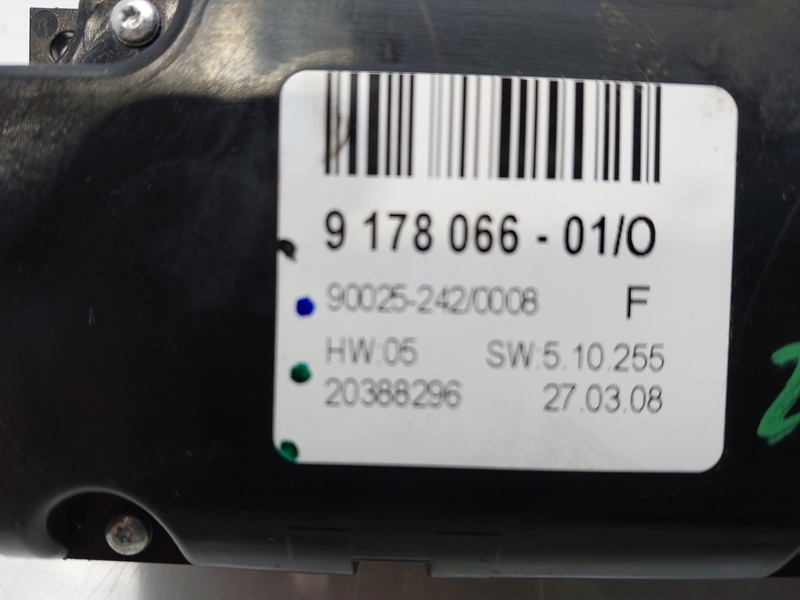 9 178 066 - 01/O
90025-242/0008 F
HW:05 SW:5.10.255
20388296 27.03.08